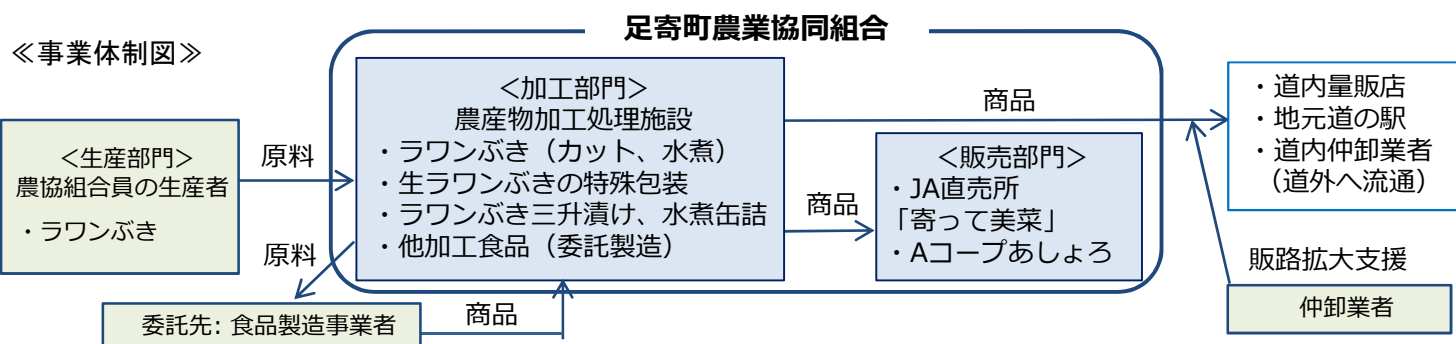 足寄町農業協同組合
≪事業体制図≫
＜生産部門＞
農協組合員の生産者
・ラワンぶき
原料
＜加工部門＞
農産物加工処理施設
・ラワンぶき（カット、水煮）
・生ラワンぶきの特殊包装
・ラワンぶき三升漬け、水煮缶詰
・他加工食品（委託製造）
原料
委託先: 食品製造事業者
商品
商品
商品
＜販売部門＞
・JA直売所
「寄って美菜」
・Aコープあしょろ
・道内量販店
・地元道の駅
・道内仲卸業者
（道外へ流通）
販路拡大支援
仲卸業者